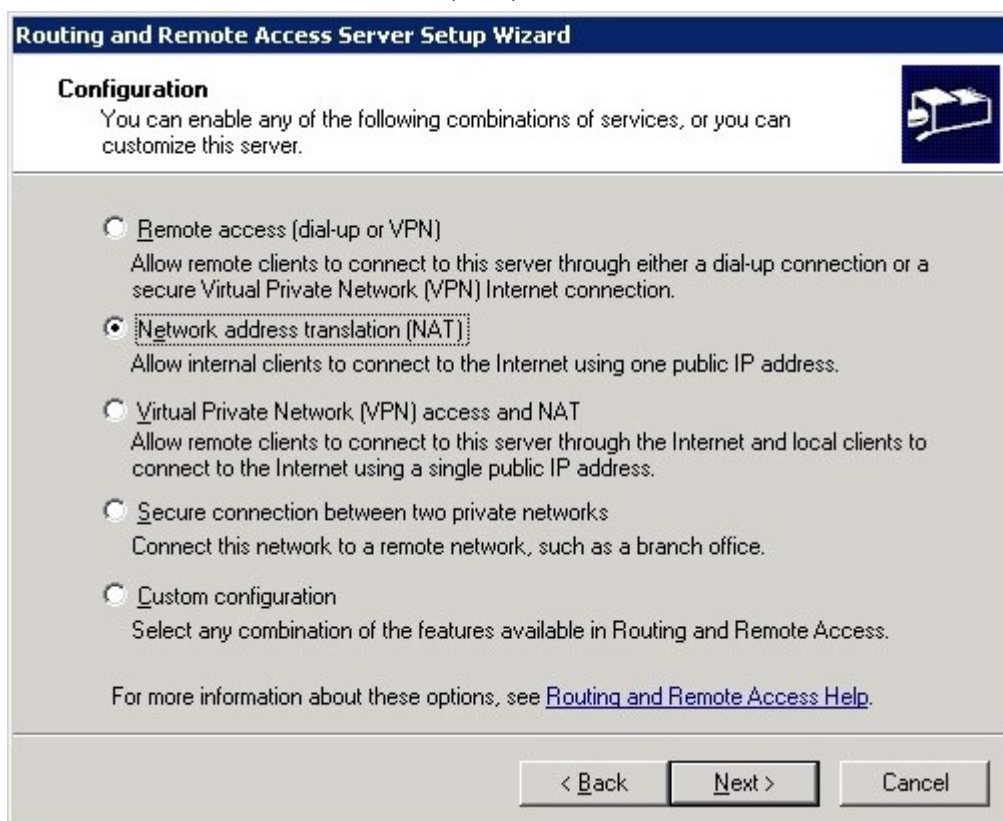 Routing and Remote Access Server Setup Wizard
Configuration
You can enable any of the following combinations of services, or you can
customize this server.
Remote access (dial-up or VPN)
Allow remote clients to connect to this server through either a dial-up connection or a
secure Virtual Private Network (VPN) Internet connection.
Network address translation (NAT)
Allow internal clients to connect to the Internet using one public IP address.
Virtual Private Network (VPN) access and NAT
Allow remote clients to connect to this server through the Internet and local clients to
connect to the Internet using a single public IP address.
Secure connection between two private networks
Connect this network to a remote network, such as a branch office.
Custom configuration
Select any combination of the features available in Routing and Remote Access.
For more information about these options, see Routing and Remote Access Help.
< Back Next > Cancel